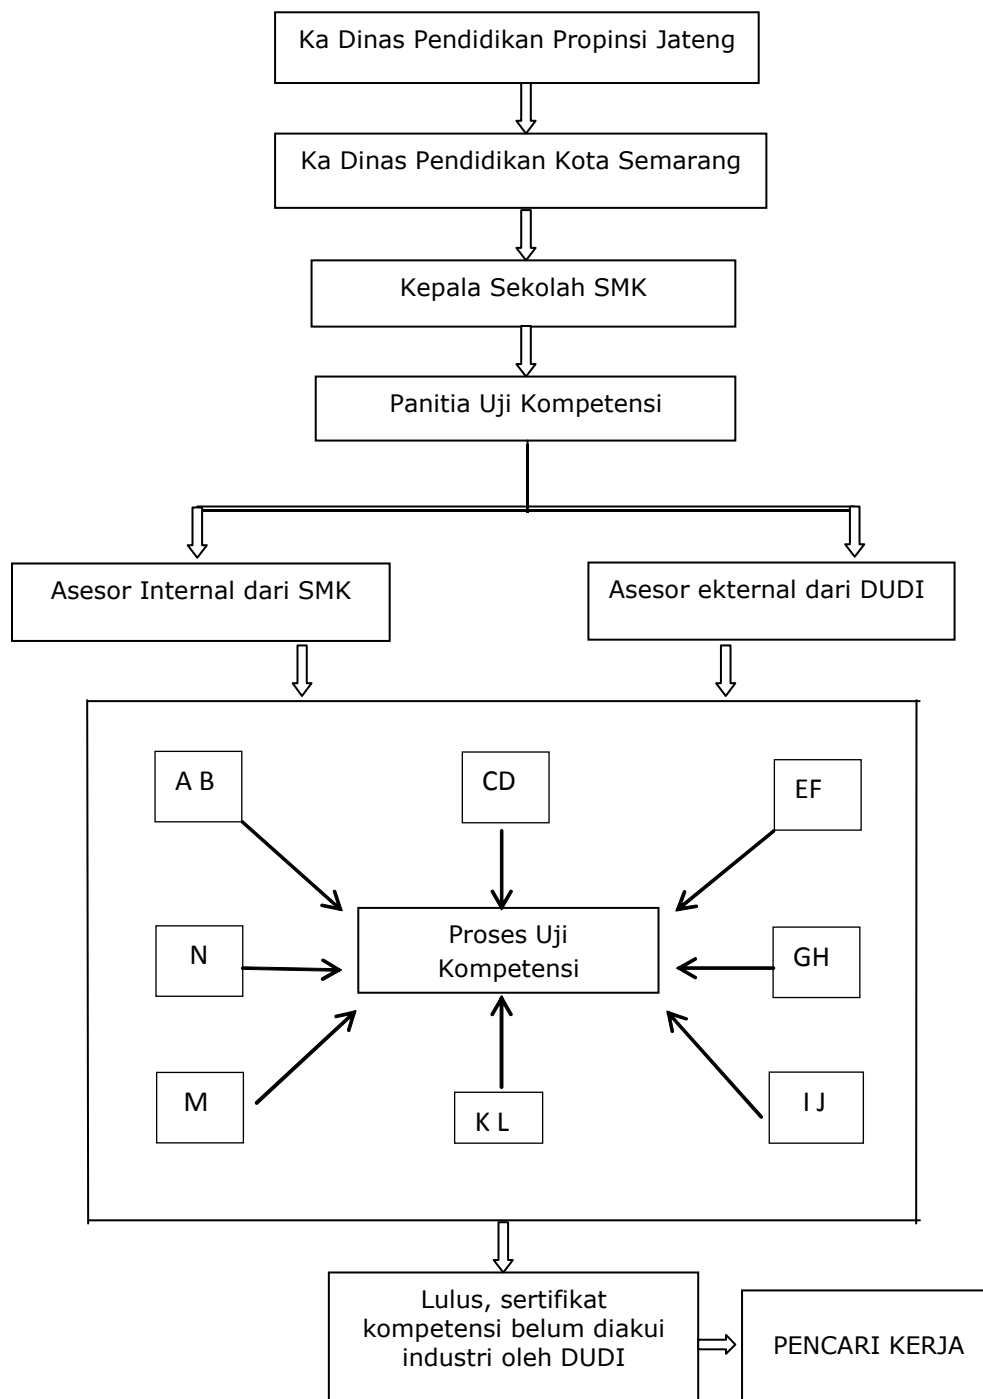 Ka Dinas Pendidikan Propinsi Jateng
Ka Dinas Pendidikan Kota Semarang
Kepala Sekolah SMK
Panitia Uji Kompetensi
Asesor Internal dari SMK
Asesor ekternal dari DUDI
A B
CD
EF
Proses Uji
Kompetensi
N
GH
M
K L
I J
Lulus, sertifikat
kompetensi belum diakui
industri oleh DUDI
PENCARI KERJA